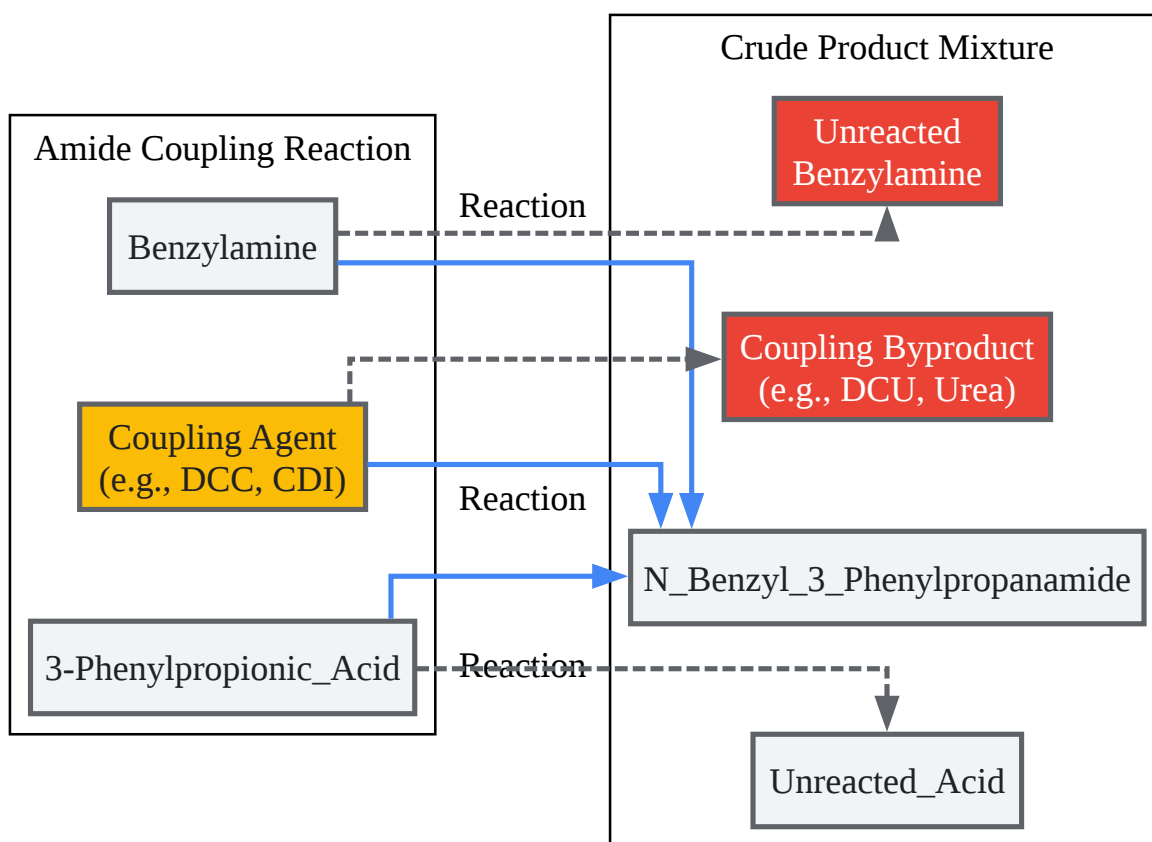 Amide Coupling Reaction
Benzylamine
Coupling Agent
(e.g., DCC, CDI)
3-Phenylpropionic_Acid
Reaction
Reaction
Reaction
Crude Product Mixture
Unreacted
Benzylamine
Coupling Byproduct
(e.g., DCU, Urea)
N_Benzyl_3_Phenylpropanamide
Unreacted_Acid